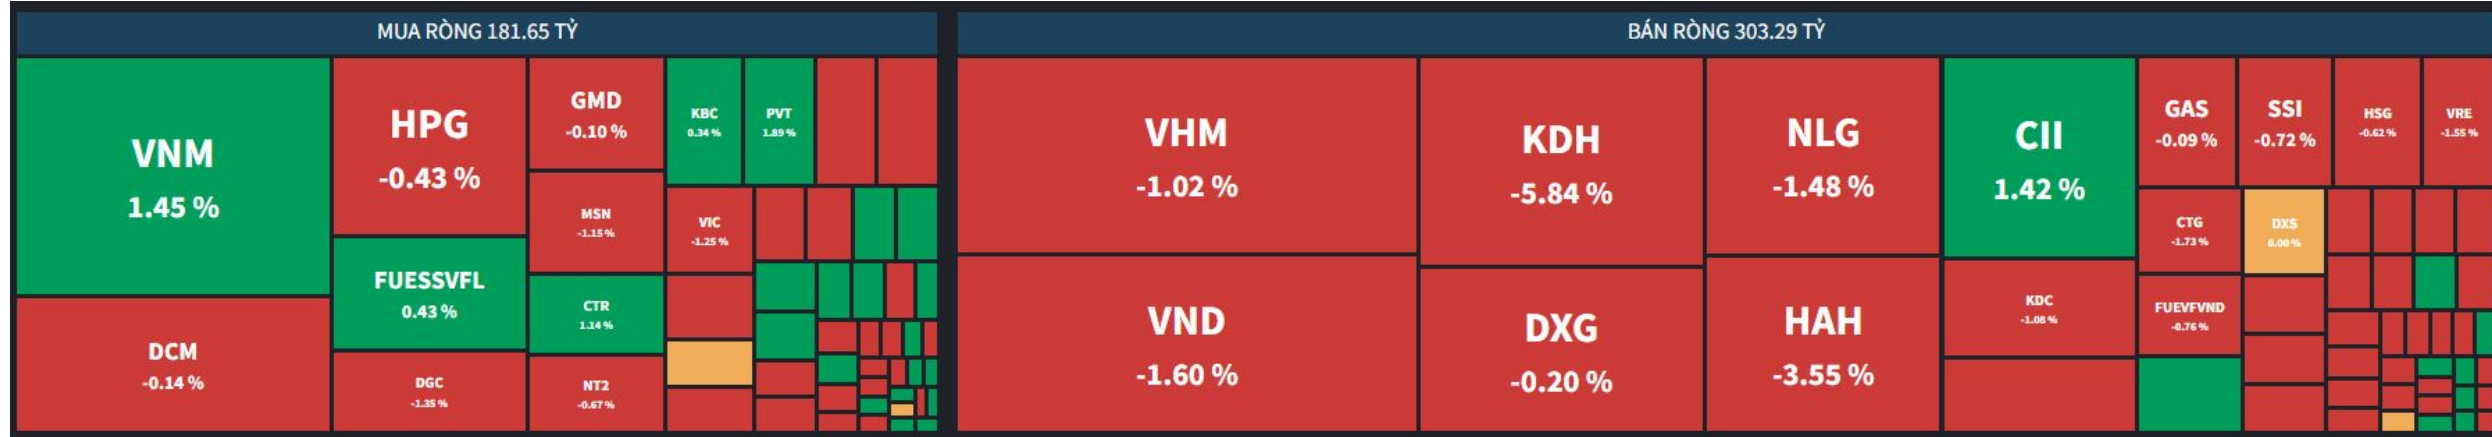 MUA RÒNG 181.65 TỶ
VNM
1.45 %
DCM
-0.14 %
HPG
-0.43 %
FUESSVFL
0.43 %
DGC
-1.35 %
GMD
-0.10 %
MSN
-1.15 %
CTR
1.14 %
NT2
-0.67 %
KBC
0.34 %
PVT
1.89 %
VIC
-1.25 %
BÁN RÒNG 303.29 TỶ
VHM
-1.02 %
VND
-1.60 %
KDH
-5.84 %
DXG
-0.20 %
NLG
-1.48 %
HAH
-3.55 %
CII
1.42 %
KDC
-1.08 %
GAS
-0.09 %
SSI
-0.72 %
HSG
-0.62 %
VRE
-1.55 %
CTG
-1.73 %
DXS
0.00 %
FUEVFVND
-0.76 %